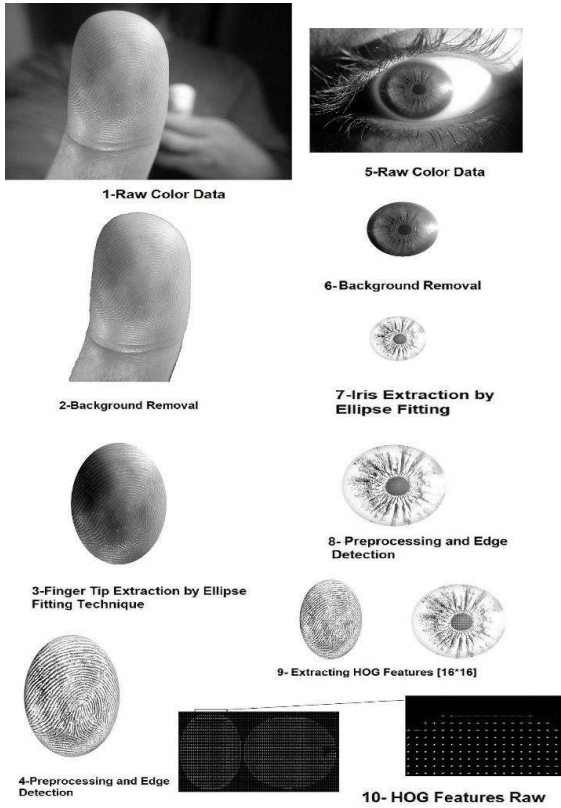 1-Raw Color Data
2-Background Removal
3-Finger Tip Extraction by Ellipse
Fitting Technique
4-Preprocessing and Edge
Detection
5-Raw Color Data
6-Background Removal
7-Iris Extraction by
Ellipse Fitting
8- Preprocessing and Edge
Detection
9- Extracting HOG Features [16*16]
10- HOG Features Raw